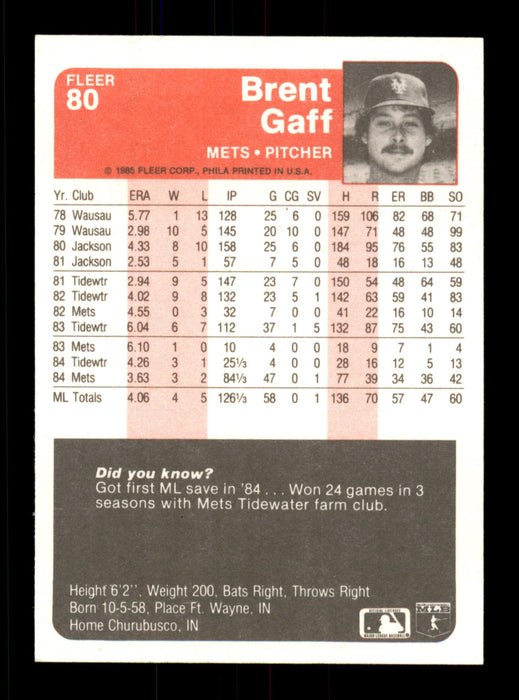 FLEER
80
Brent
Gaff
METS • PITCHER
© 1985 FLEER CORP., PHILA PRINTED IN U.S.A.
Yr. Club ERA W L IP G CG SV H R ER BB SO
78 Wausau 5.77 1 13 128 25 6 0 159 106 82 68 71
79 Wausau 2.98 10 5 145 20 10 0 147 71 48 48 99
80 Jackson 4.33 8 10 158 25 6 0 184 95 76 55 83
81 Jackson 2.53 5 1 57 7 5 0 48 18 16 13 48
81 Tidewtr 2.94 9 5 147 23 7 0 150 54 48 64 59
82 Tidewtr 4.02 9 8 132 23 5 1 142 63 59 41 83
82 Mets 4.55 0 3 32 7 0 0 41 22 16 10 14
83 Tidewtr 6.04 6 7 112 37 1 5 132 87 75 43 60
83 Mets 6.10 1 0 10 4 0 0 18 9 7 1 4
84 Tidewtr 4.26 3 1 25⅓ 4 0 0 28 16 12 5 13
84 Mets 3.63 3 2 84⅓ 47 0 1 77 39 34 36 42
ML Totals 4.06 4 5 126⅓ 58 0 1 136 70 57 47 60
Did you know?
Got first ML save in '84 . . . Won 24 games in 3
seasons with Mets Tidewater farm club.
Height 6'2'', Weight 200, Bats Right, Throws Right
Born 10-5-58, Place Ft. Wayne, IN
Home Churubusco, IN